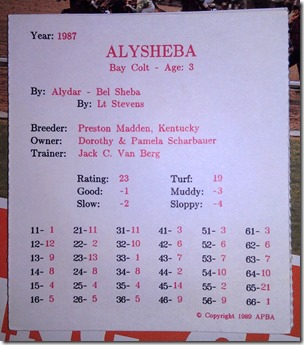 Year: 1987
ALYSHEBA
Bay Colt - Age: 3
By: Alydar - Bel Sheba
By: Lt Stevens
Breeder: Preston Madden, Kentucky
Owner: Dorothy & Pamela Scharbauer
Trainer: Jack C. Van Berg
Rating: 23 Turf: 19
Good: -1 Muddy: -3
Slow: -2 Sloppy: -4
11- 1 21-11 31-11 41- 3 51- 3 61- 3
12-12 22- 2 32-10 42- 6 52- 6 62- 6
13- 9 23-13 33- 1 43- 7 53- 7 63- 7
14- 8 24- 8 34- 8 44- 2 54-10 64-10
15- 4 25- 4 35- 4 45-14 55- 2 65-21
16- 5 26- 5 36- 5 46- 9 56- 9 66- 1
© Copyright 1989 APBA